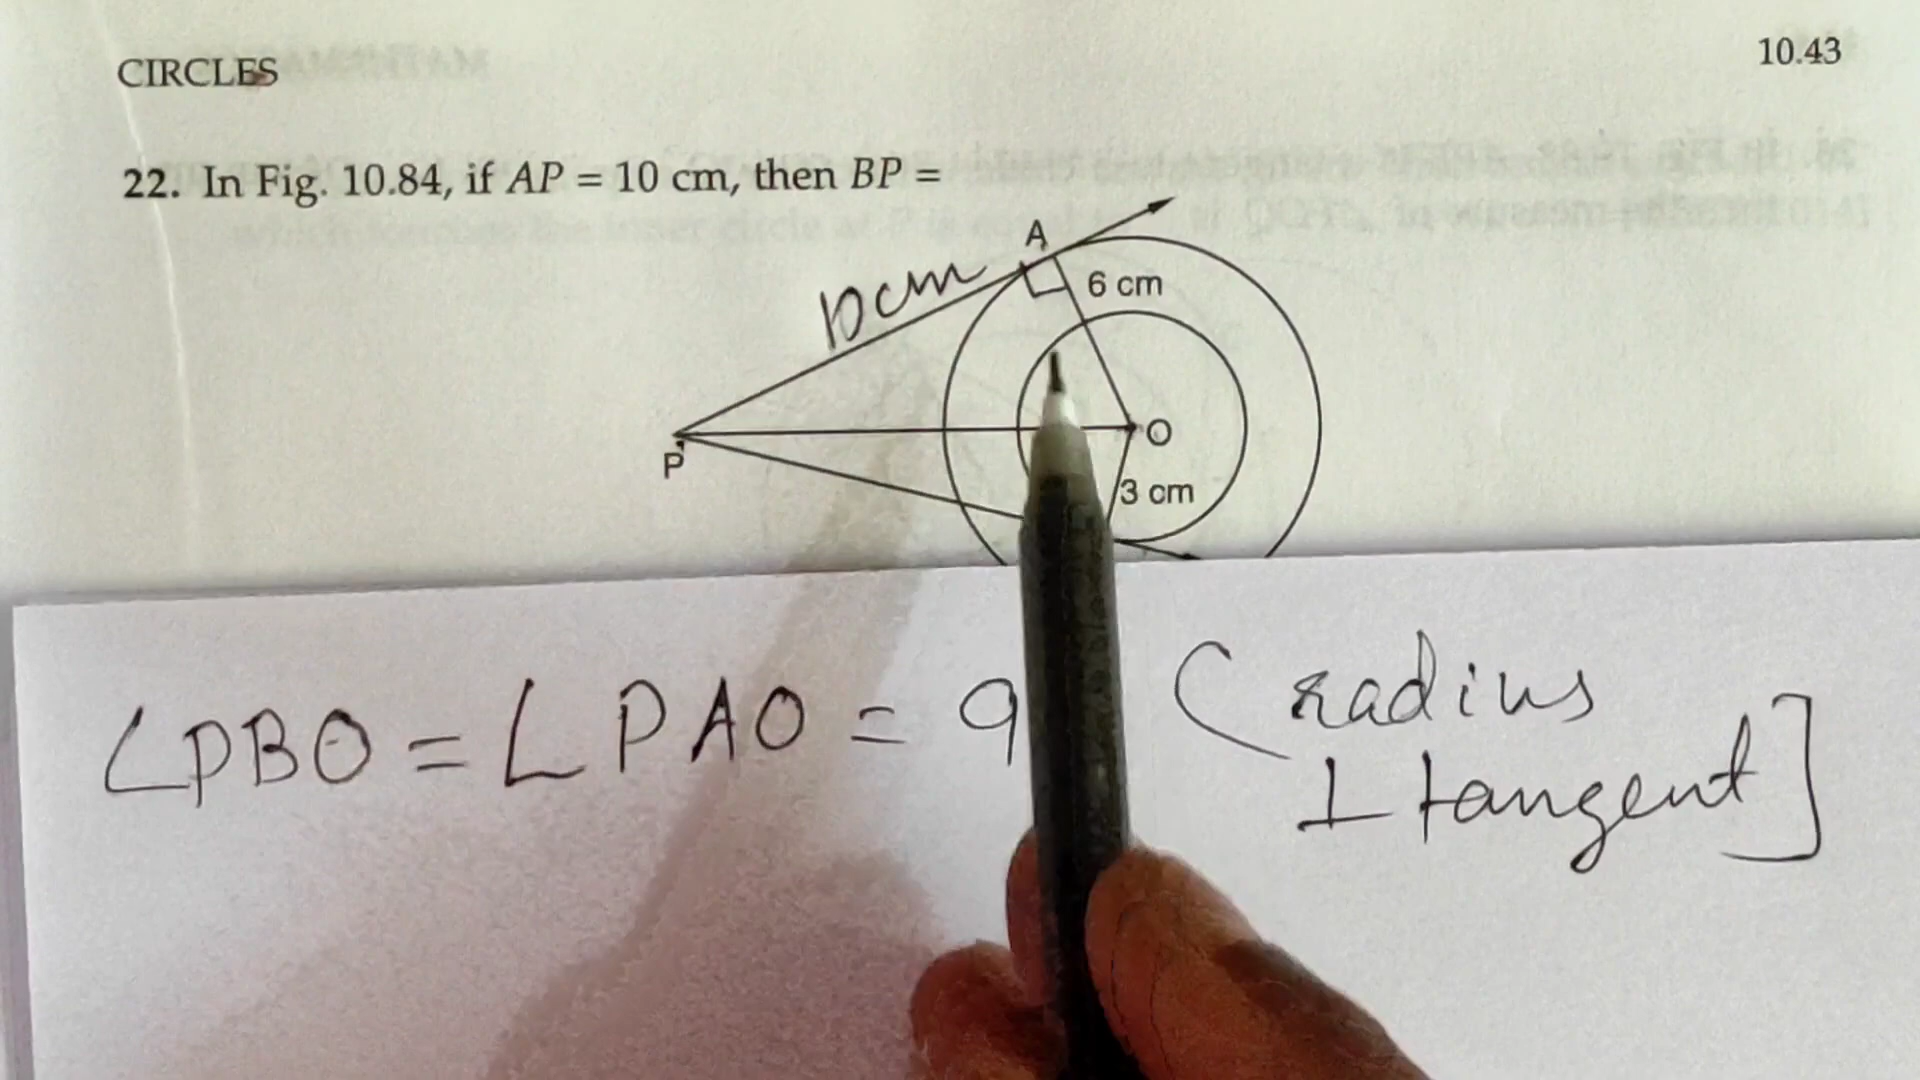 CIRCLES
10.43
22. In Fig. 10.84, if AP = 10 cm, then BP =
A
10cm
6 cm
O
P
3 cm
∠PBO = ∠PAO = 9 (radius
⊥ tangent]